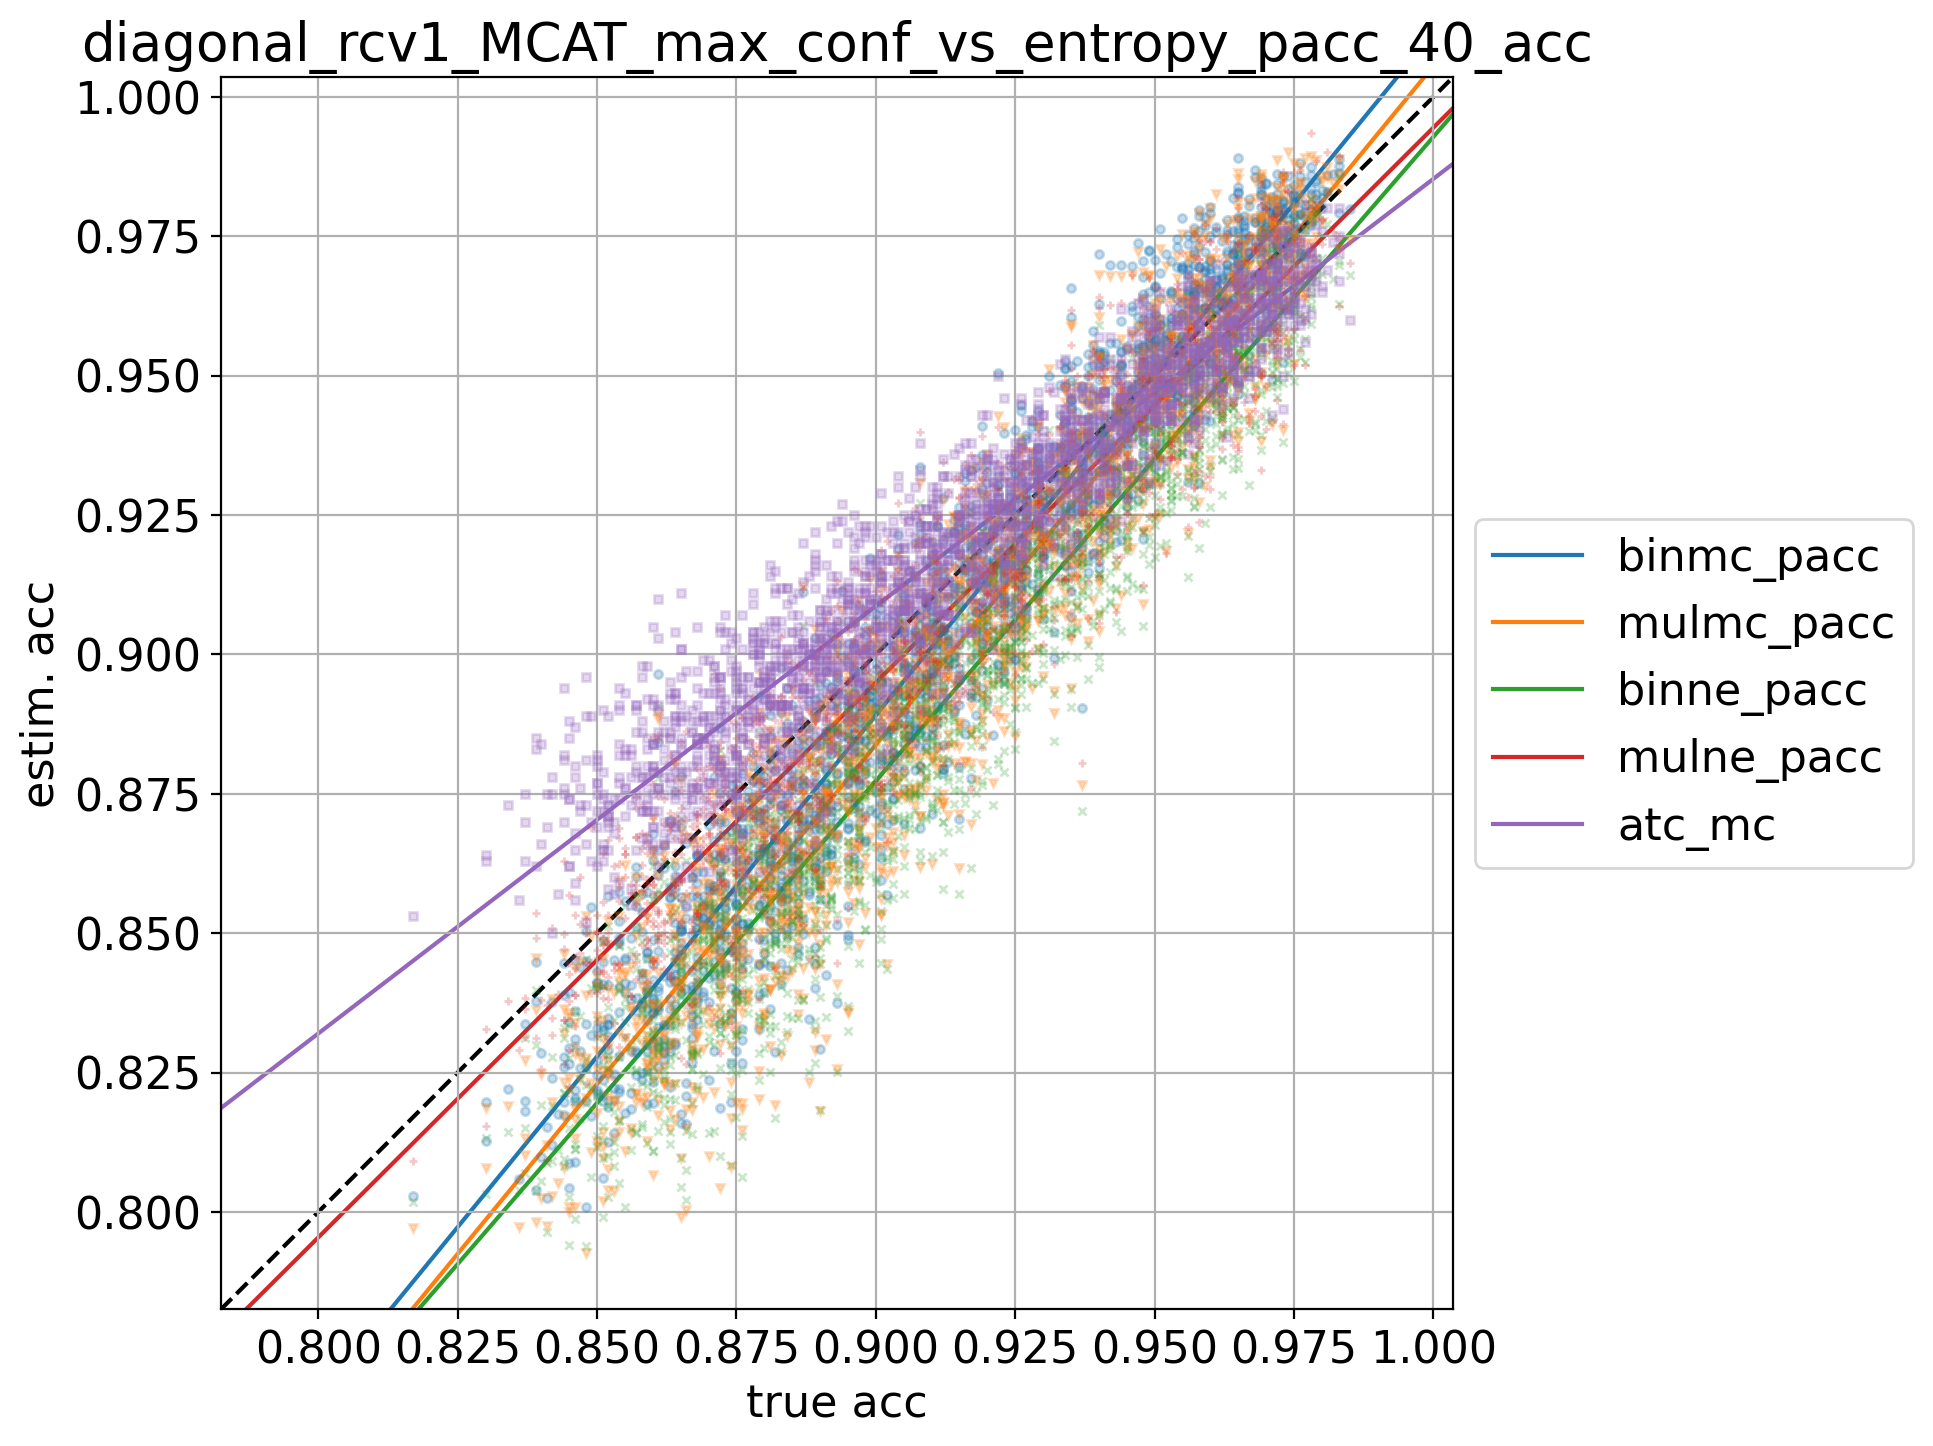 diagonal_rcv1_MCAT_max_conf_vs_entropy_pacc_40_acc
1.000
0.975
0.950
0.925
0.900
0.875
0.850
0.825
0.800
estim. acc
0.800 0.825 0.850 0.875 0.900 0.925 0.950 0.975 1.000
true acc
binmc_pacc
mulmc_pacc
binne_pacc
mulne_pacc
atc_mc